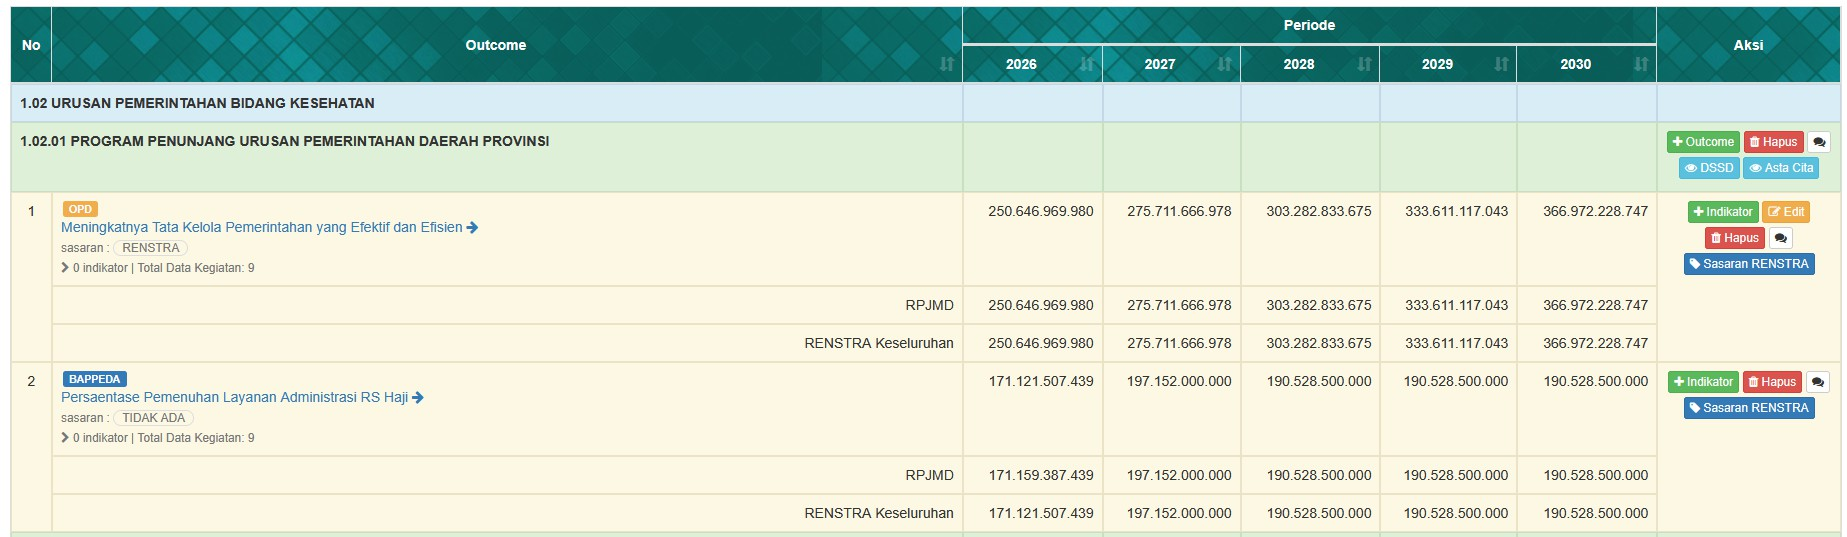 No Outcome Periode Aksi
2026 2027 2028 2029 2030
1.02 URUSAN PEMERINTAHAN BIDANG KESEHATAN
1.02.01 PROGRAM PENUNJANG URUSAN PEMERINTAHAN DAERAH PROVINSI
Outcome Hapus
DSSD Asta Cita
1 OPD
Meningkatnya Tata Kelola Pemerintahan yang Efektif dan Efisien
sasaran : RENSTRA
0 indikator | Total Data Kegiatan: 9
250.646.969.980 275.711.666.978 303.282.833.675 333.611.117.043 366.972.228.747
Indikator Edit
Hapus
Sasaran RENSTRA
RPJMD 250.646.969.980 275.711.666.978 303.282.833.675 333.611.117.043 366.972.228.747
RENSTRA Keseluruhan 250.646.969.980 275.711.666.978 303.282.833.675 333.611.117.043 366.972.228.747
2 BAPPEDA
Persaentase Pemenuhan Layanan Administrasi RS Haji
sasaran : TIDAK ADA
0 indikator | Total Data Kegiatan: 9
171.121.507.439 197.152.000.000 190.528.500.000 190.528.500.000 190.528.500.000
Indikator Hapus
Sasaran RENSTRA
RPJMD 171.159.387.439 197.152.000.000 190.528.500.000 190.528.500.000 190.528.500.000
RENSTRA Keseluruhan 171.121.507.439 197.152.000.000 190.528.500.000 190.528.500.000 190.528.500.000